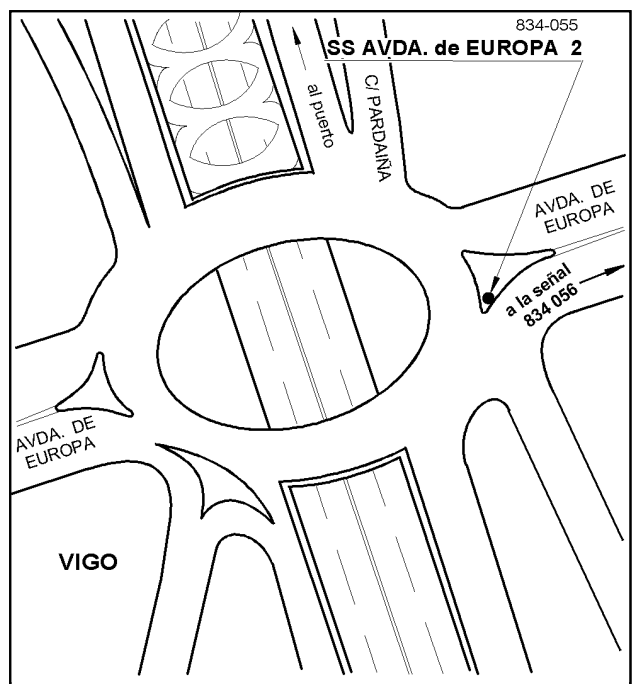 834-055
SS AVDA. de EUROPA 2
al puerto
C/ PARDAIÑA
AVDA. DE
EUROPA
a la señal
834 056
AVDA. DE
EUROPA
VIGO